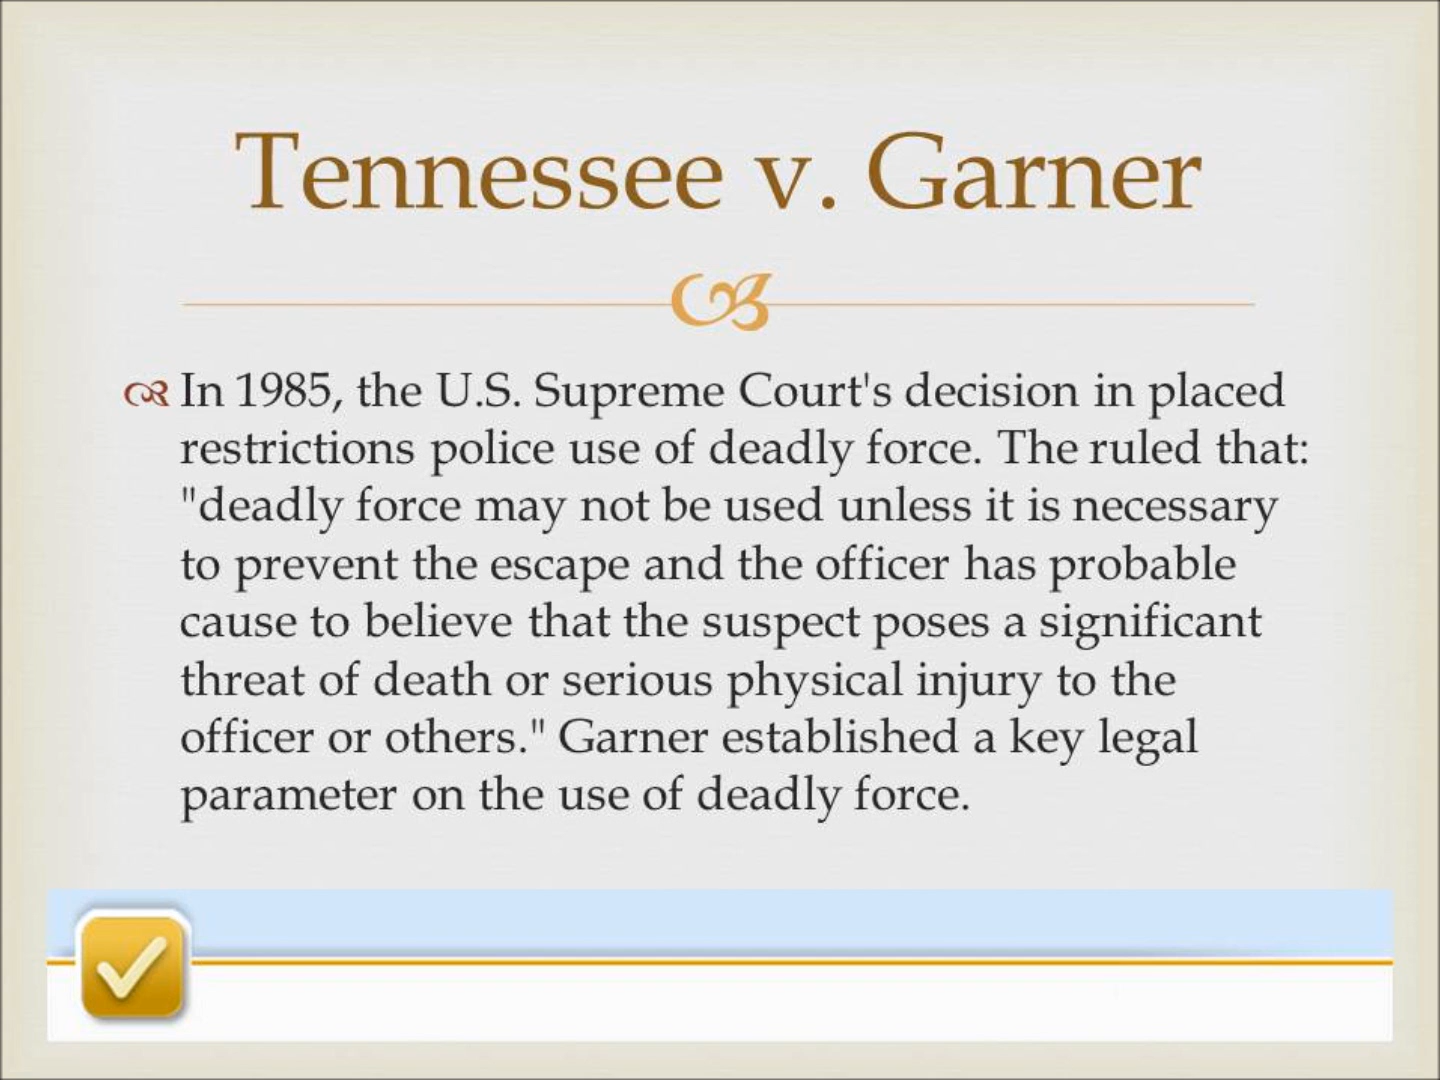 Tennessee v. Garner
In 1985, the U.S. Supreme Court's decision in placed
restrictions police use of deadly force. The ruled that:
"deadly force may not be used unless it is necessary
to prevent the escape and the officer has probable
cause to believe that the suspect poses a significant
threat of death or serious physical injury to the
officer or others." Garner established a key legal
parameter on the use of deadly force.